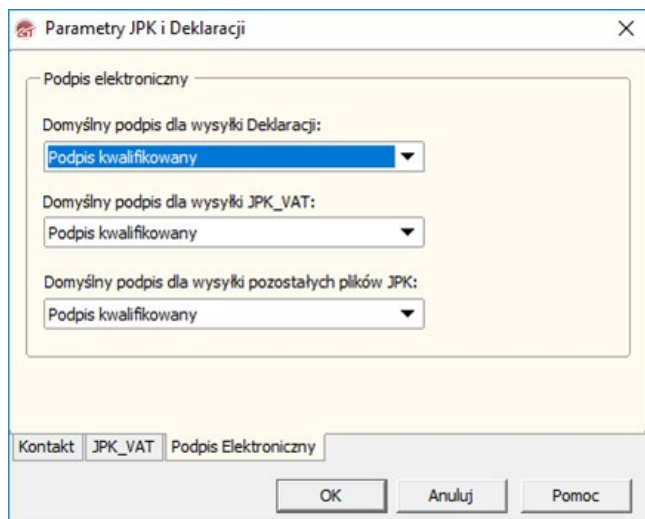 Parametry JPK i Deklaracji
Podpis elektroniczny
Domyślny podpis dla wysyłki Deklaracji:
Podpis kwalifikowany
Domyślny podpis dla wysyłki JPK_VAT:
Podpis kwalifikowany
Domyślny podpis dla wysyłki pozostałych plików JPK:
Podpis kwalifikowany
Kontakt JPK_VAT Podpis Elektroniczny
OK Anuluj Pomoc